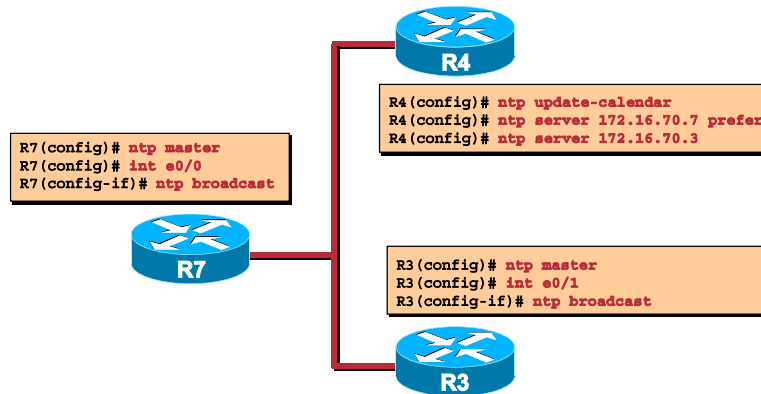 R4
R4(config)# ntp update-calendar
R4(config)# ntp server 172.16.70.7 prefer
R4(config)# ntp server 172.16.70.3
R7(config)# ntp master
R7(config)# int e0/0
R7(config-if)# ntp broadcast
R7
R3(config)# ntp master
R3(config)# int e0/1
R3(config-if)# ntp broadcast
R3